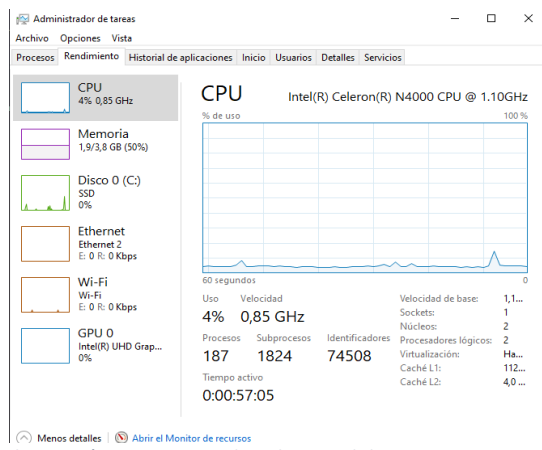 Administrador de tareas
Archivo Opciones Vista
Procesos Rendimiento Historial de aplicaciones Inicio Usuarios Detalles Servicios
CPU
4% 0,85 GHz
Memoria
1,9/3,8 GB (50%)
Disco 0 (C:)
SSD
0%
Ethernet
Ethernet 2
E: 0 R: 0 Kbps
Wi-Fi
Wi-Fi
E: 0 R: 0 Kbps
GPU 0
Intel(R) UHD Grap...
0%
CPU Intel(R) Celeron(R) N4000 CPU @ 1.10GHz
% de uso 100 %
60 segundos 0
Uso Velocidad
4% 0,85 GHz
Procesos Subprocesos Identificadores
187 1824 74508
Tiempo activo
0:00:57:05
Velocidad de base: 1,1...
Sockets: 1
Núcleos: 2
Procesadores lógicos: 2
Virtualización: Ha...
Caché L1: 112...
Caché L2: 4,0 ...
Menos detalles Abrir el Monitor de recursos